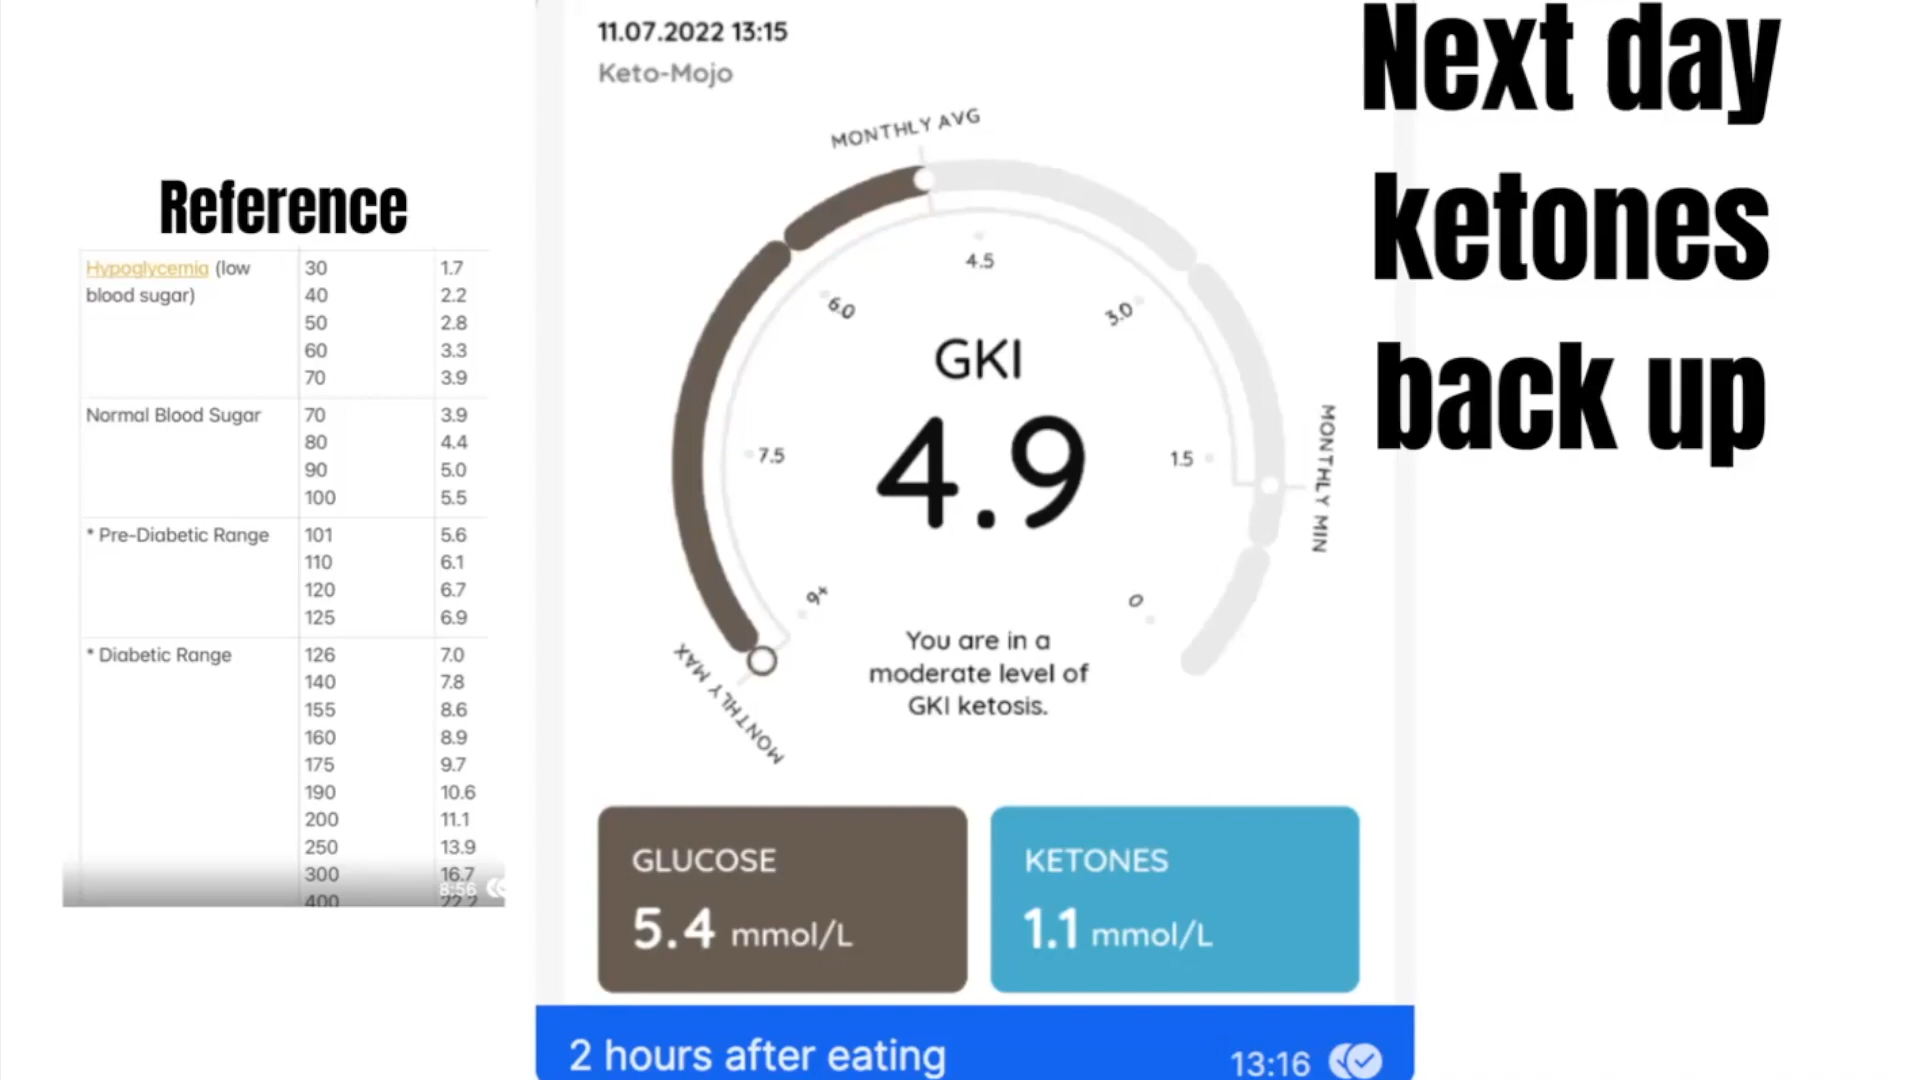 Reference
Hypoglycemia (low 30 1.7
blood sugar) 40 2.2
50 2.8
60 3.3
70 3.9
Normal Blood Sugar 70 3.9
80 4.4
90 5.0
100 5.5
* Pre-Diabetic Range 101 5.6
110 6.1
120 6.7
125 6.9
* Diabetic Range 126 7.0
140 7.8
155 8.6
160 8.9
175 9.7
190 10.6
200 11.1
250 13.9
300 16.7
8:56
400 22.2
11.07.2022 13:15
Keto-Mojo
MONTHLY AVG
4.5
6.0
3.0
GKI
4.9
7.5
1.5
MONTHLY MIN
9+
0
MONTHLY MAX
You are in a
moderate level of
GKI ketosis.
GLUCOSE
5.4 mmol/L
KETONES
1.1 mmol/L
2 hours after eating 13:16
Next day
ketones
back up